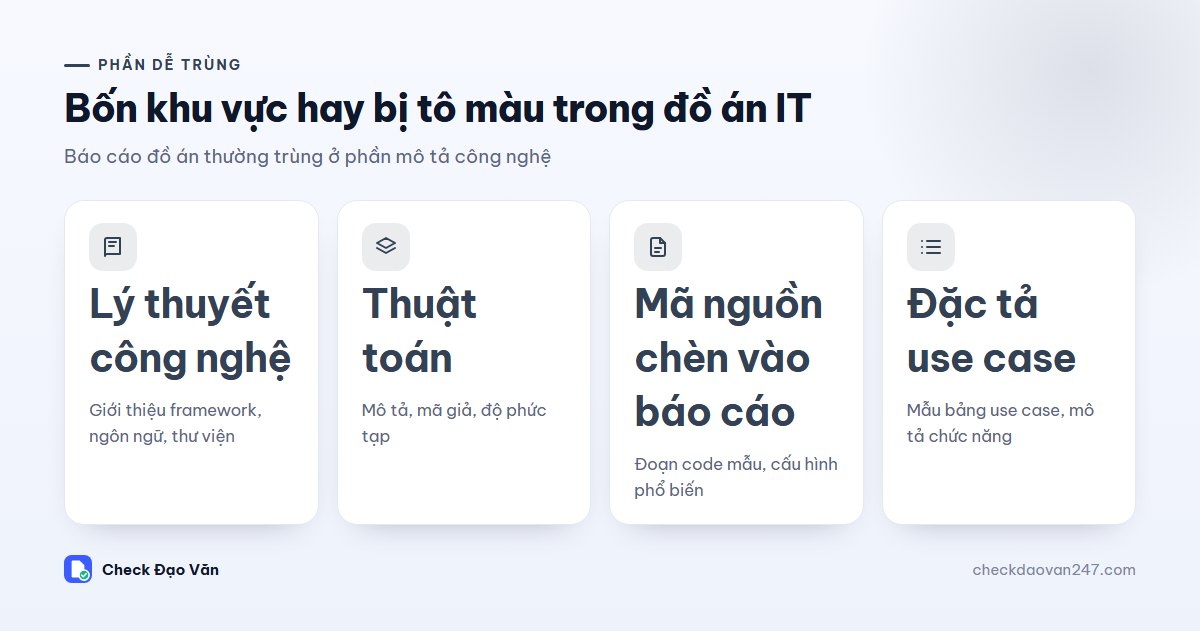 PHẦN DỄ TRÙNG
Bốn khu vực hay bị tô màu trong đồ án IT
Báo cáo đồ án thường trùng ở phần mô tả công nghệ
Lý thuyết
công nghệ
Giới thiệu framework,
ngôn ngữ, thư viện
Thuật
toán
Mô tả, mã giả, độ phức
tạp
Mã nguồn
chèn vào
báo cáo
Đoạn code mẫu, cấu hình
phổ biến
Đặc tả
use case
Mẫu bảng use case, mô
tả chức năng
Check Đạo Văn
checkdaovan247.com